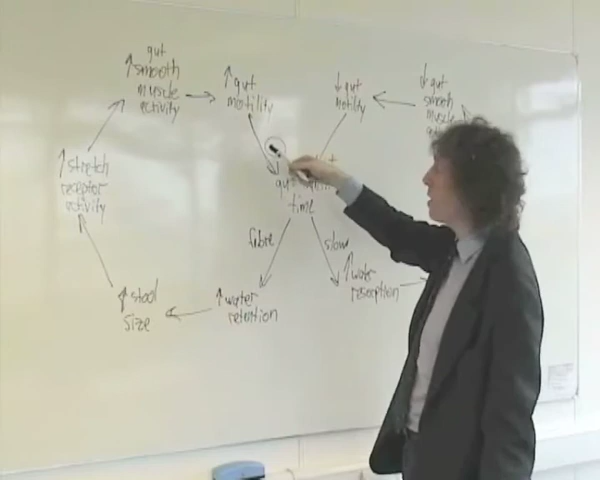 ↑ gut
smooth
muscle
activity
↑ gut
motility
↓ gut
motility
↓ gut
smooth
muscle
↑ stretch
receptor
activity
gut
time
fibre
slow
↑ water
resorption
↑ water
retention
↑ stool
size